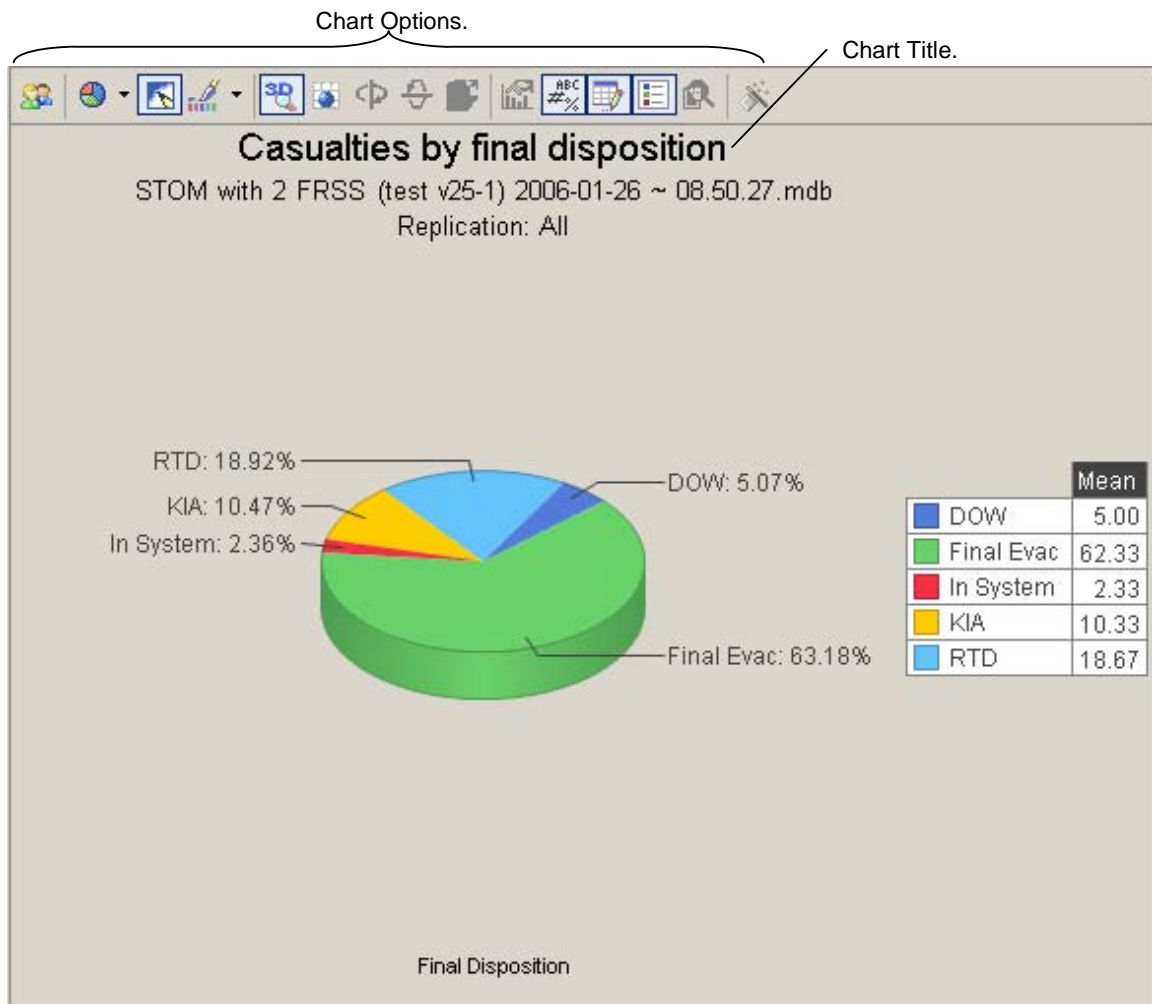 Chart Options.
Chart Title.
3D
ABC
#%
Casualties by final disposition
STOM with 2 FRSS (test v25-1) 2006-01-26 ~ 08.50.27.mdb
Replication: All
RTD: 18.92%
KIA: 10.47%
In System: 2.36%
DOW: 5.07%
Final Evac: 63.18%
Mean
DOW 5.00
Final Evac 62.33
In System 2.33
KIA 10.33
RTD 18.67
Final Disposition